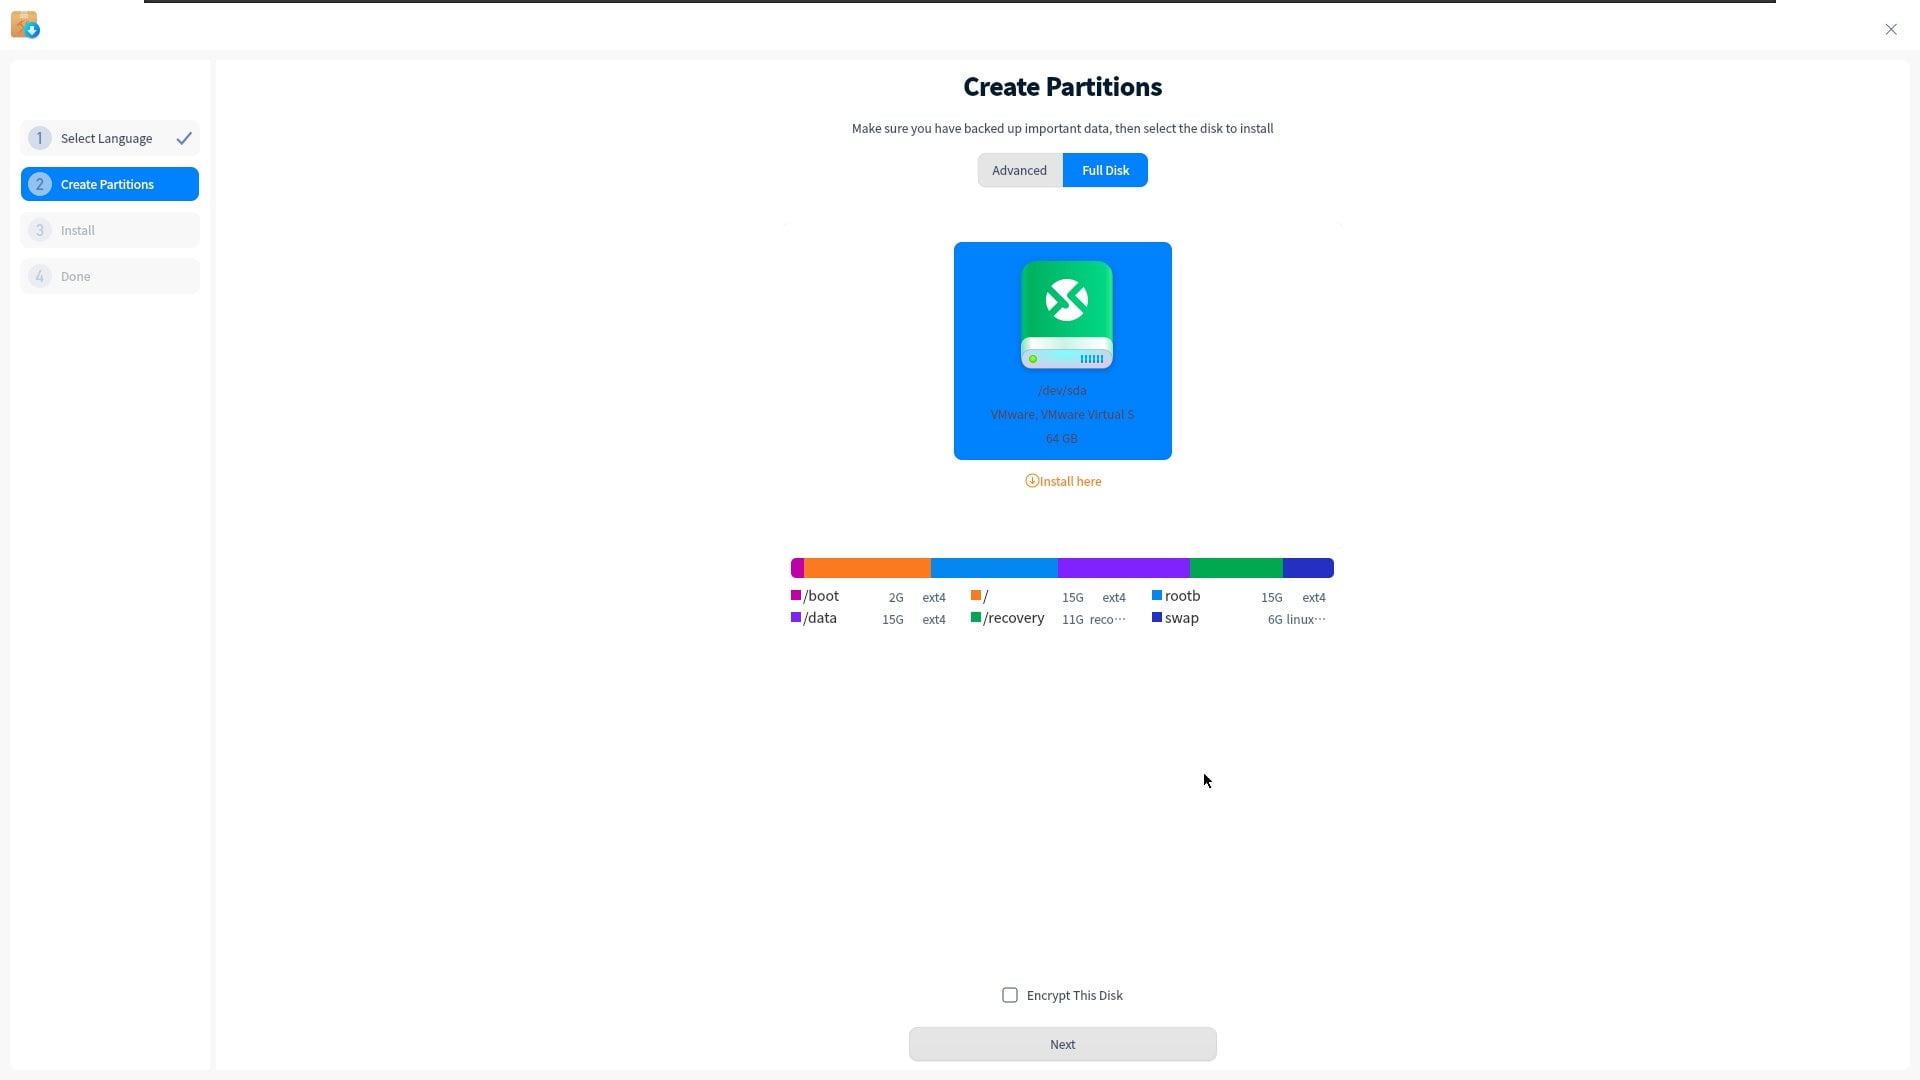 1 Select Language
2 Create Partitions
3 Install
4 Done
Create Partitions
Make sure you have backed up important data, then select the disk to install
Advanced Full Disk
/dev/sda
VMware, VMware Virtual S
64 GB
Install here
/boot 2G ext4 / 15G ext4 rootb 15G ext4
/data 15G ext4 /recovery 11G reco··· swap 6G linux···
Encrypt This Disk
Next